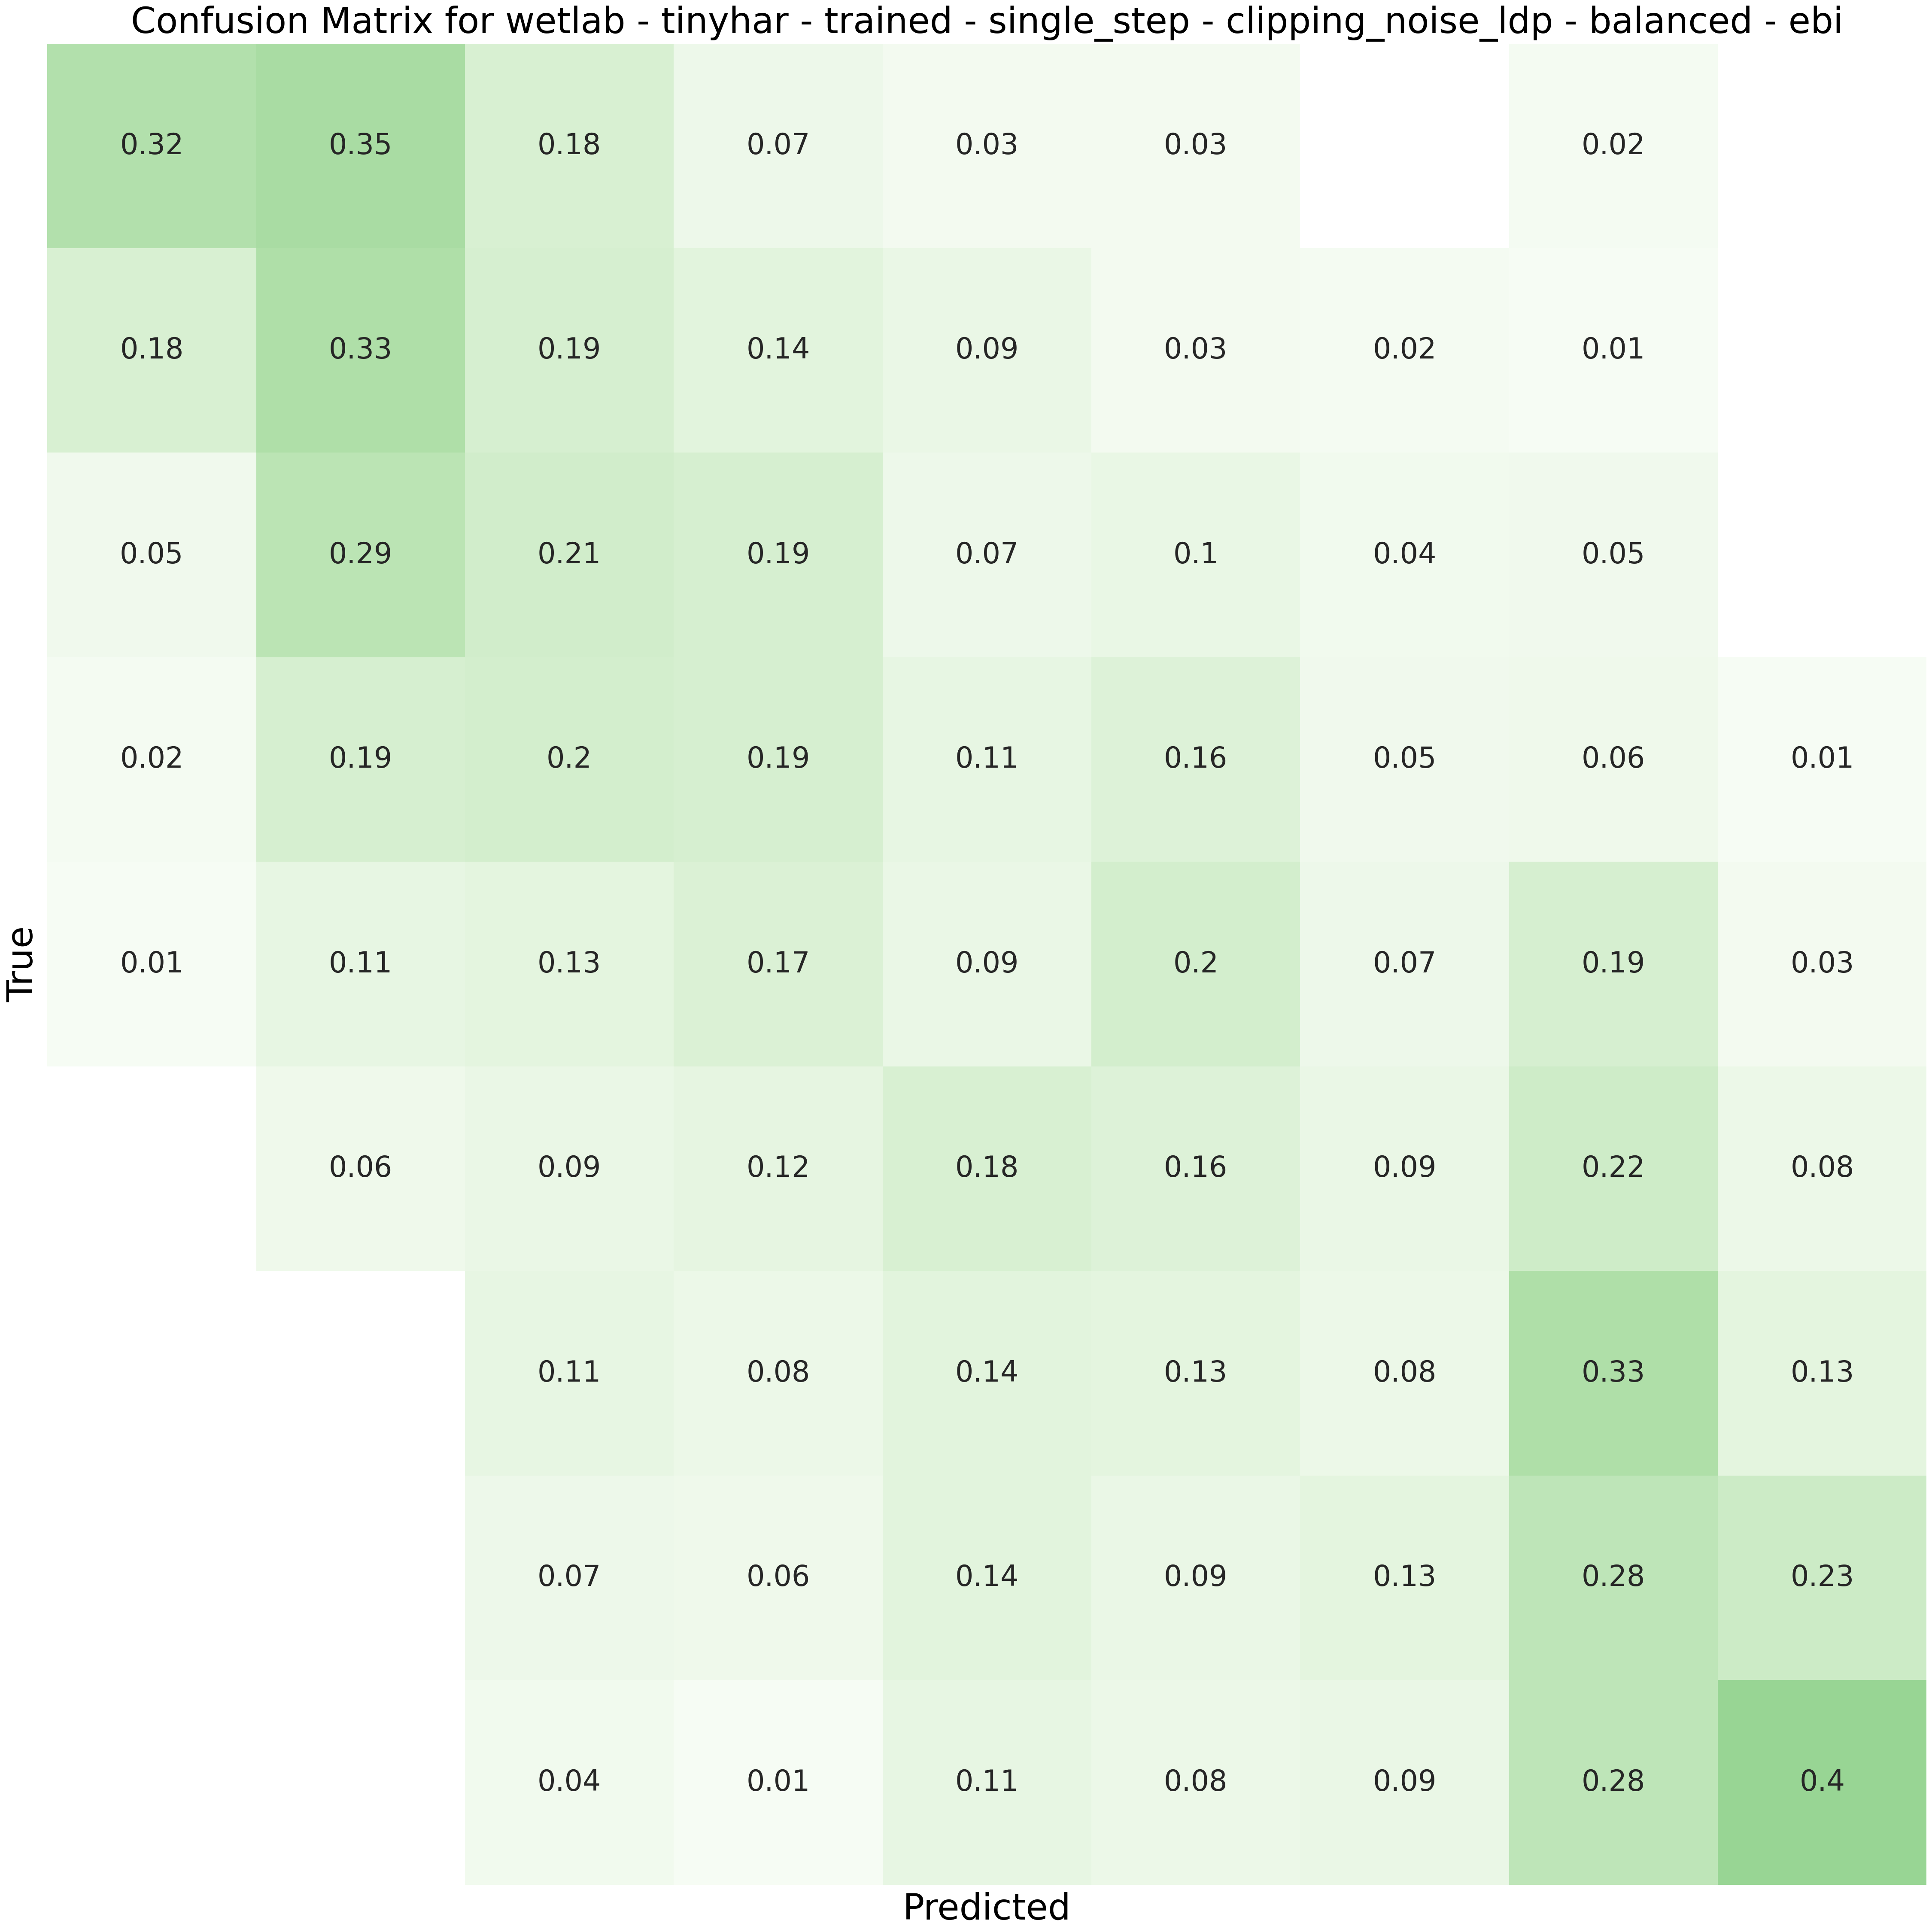 Confusion Matrix for wetlab - tinyhar - trained - single_step - clipping_noise_ldp - balanced - ebi
0.32 0.35 0.18 0.07 0.03 0.03 0.02
0.18 0.33 0.19 0.14 0.09 0.03 0.02 0.01
0.05 0.29 0.21 0.19 0.07 0.1 0.04 0.05
0.02 0.19 0.2 0.19 0.11 0.16 0.05 0.06 0.01
True
0.01 0.11 0.13 0.17 0.09 0.2 0.07 0.19 0.03
0.06 0.09 0.12 0.18 0.16 0.09 0.22 0.08
0.11 0.08 0.14 0.13 0.08 0.33 0.13
0.07 0.06 0.14 0.09 0.13 0.28 0.23
0.04 0.01 0.11 0.08 0.09 0.28 0.4
Predicted